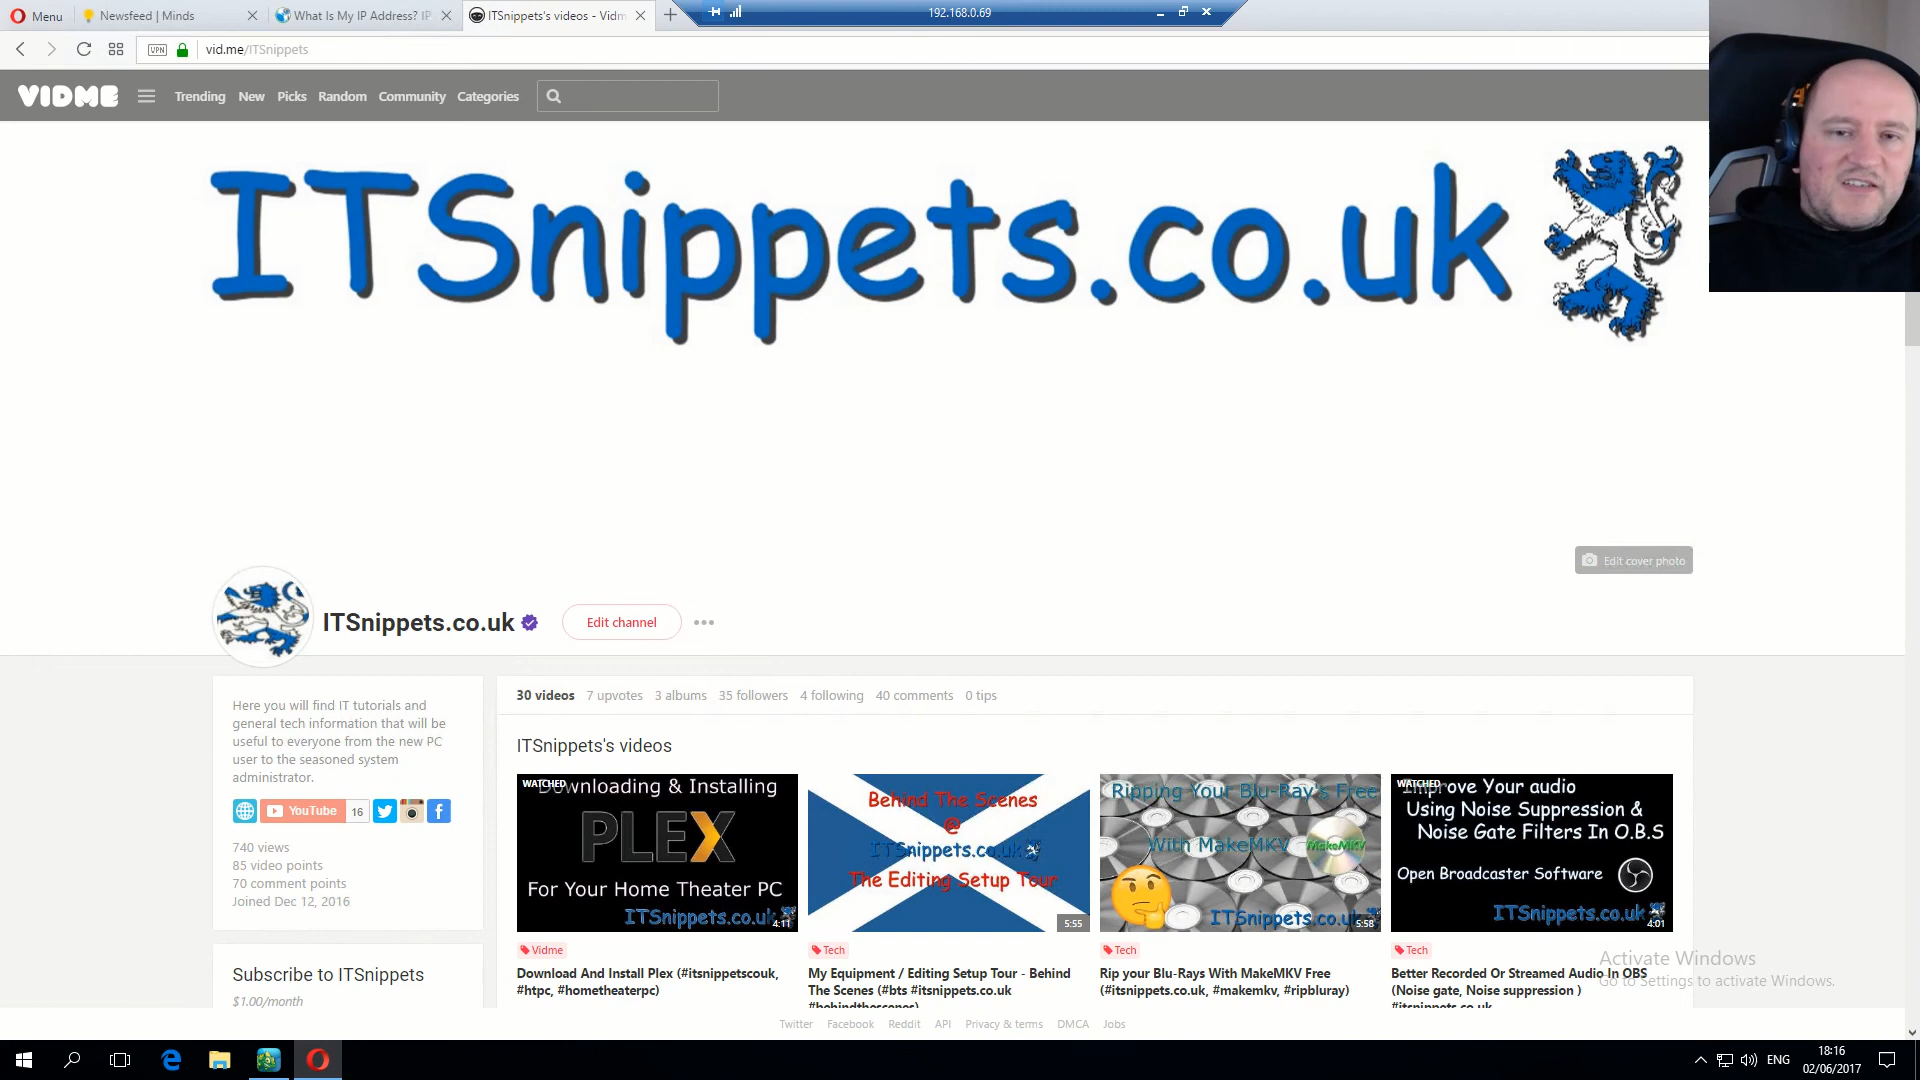 Menu
Newsfeed | Minds
What Is My IP Address? IP
ITSnippets's videos - Vidm
192.168.0.69
VPN
vid.me/ITSnippets
VIDME
Trending New Picks Random Community Categories
ITSnippets.co.uk
Edit cover photo
ITSnippets.co.uk
Edit channel
Here you will find IT tutorials and
general tech information that will be
useful to everyone from the new PC
user to the seasoned system
administrator.
YouTube 16
740 views
85 video points
70 comment points
Joined Dec 12, 2016
Subscribe to ITSnippets
$1.00/month
30 videos 7 upvotes 3 albums 35 followers 4 following 40 comments 0 tips
ITSnippets's videos
WATCHED
Downloading & Installing
PLEX
For Your Home Theater PC
ITSnippets.co.uk
4:11
Vidme
Download And Install Plex (#itsnippetscouk,
#htpc, #hometheaterpc)
Behind The Scenes
@
ITSnippets.co.uk
The Editing Setup Tour
5:55
Tech
My Equipment / Editing Setup Tour - Behind
The Scenes (#bts #itsnippets.co.uk
#behindthescenes)
Ripping Your Blu-Ray's Free
With MakeMKV
MakeMKV
ITSnippets.co.uk
5:58
Tech
Rip your Blu-Rays With MakeMKV Free
(#itsnippets.co.uk, #makemkv, #ripbluray)
WATCHED
Improve Your audio
Using Noise Suppression &
Noise Gate Filters In O.B.S
Open Broadcaster Software
ITSnippets.co.uk
4:01
Tech
Better Recorded Or Streamed Audio In OBS
(Noise gate, Noise suppression )
#itsnippets.co.uk
Activate Windows
Go to Settings to activate Windows.
Twitter Facebook Reddit API Privacy & terms DMCA Jobs
ENG
18:16
02/06/2017